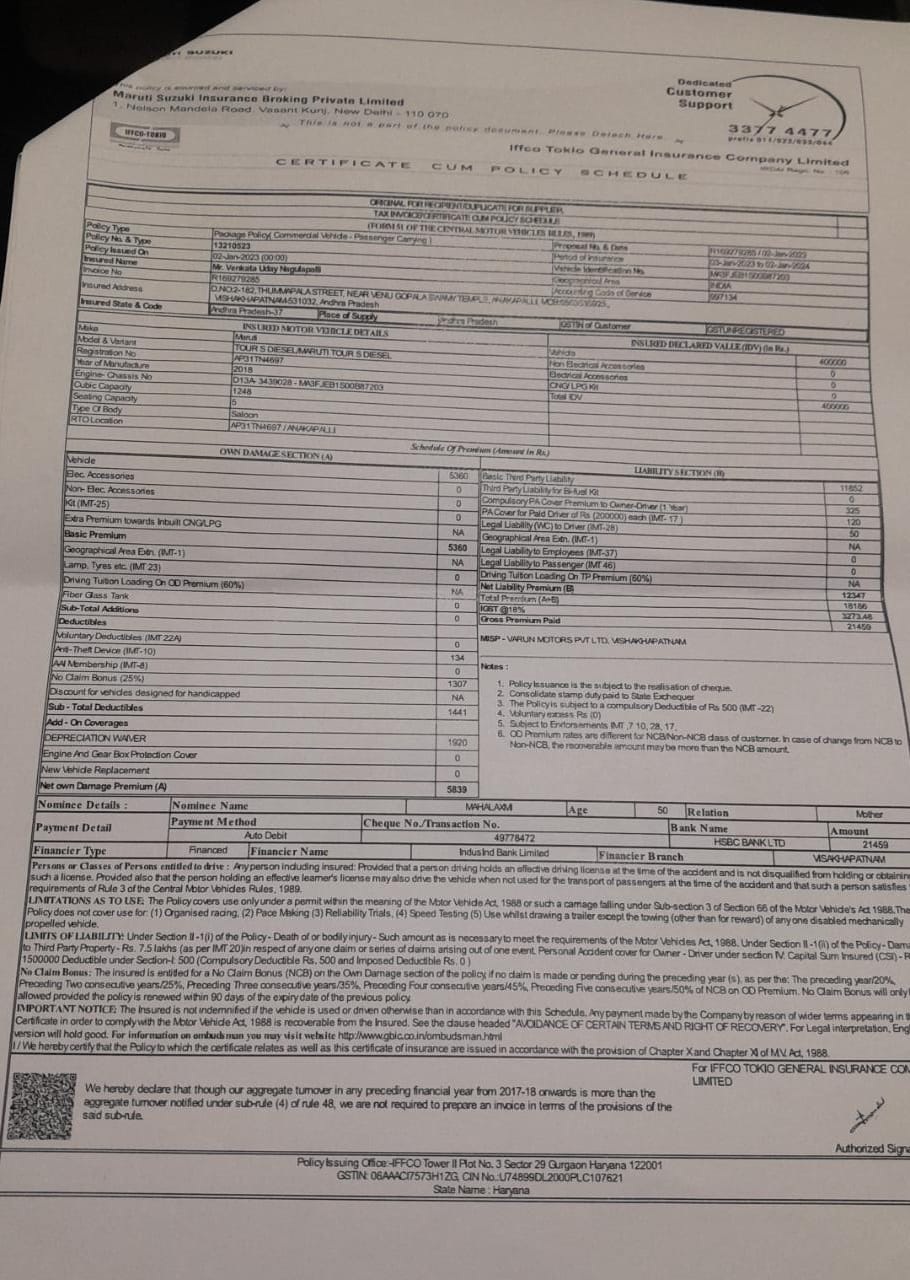 SUZUKI
This policy is sourced and serviced by:
Maruti Suzuki Insurance Broking Private Limited
1, Nelson Mandela Road, Vasant Kunj, New Delhi - 110 070
Dedicated
Customer
Support
3377 4477
prefix 011/022/033/044
This is not a part of the policy document. Please Detach Here
IFFCO-TOKIO
Iffco Tokio General Insurance Company Limited
IRDAI Regn. No. 106
CERTIFICATE CUM POLICY SCHEDULE
ORIGINAL FOR RECIPIENT/DUPLICATE FOR SUPPLIER
TAX INVOICE/CERTIFICATE CUM POLICY SCHEDULE
(FORM 51 OF THE CENTRAL MOTOR VEHICLES RULES, 1989)
Policy Type Package Policy( Commercial Vehicle - Passenger Carrying )
Policy No. & Type 13210523 Proposal No. & Date R169279285 / 02-Jan-2023
Policy Issued On 02-Jan-2023 (00:00) Period of Insurance 03-Jan-2023 to 02-Jan-2024
Insured Name Mr. Venkata Uday Nagulapalli Vehicle Identification No. MA3FJEB1S00B87203
Invoice No R169279285 Geographical Area INDIA
Insured Address D.NO.2-182, THUMMAPALA STREET, NEAR VENU GOPALA SWAMY TEMPLE, ANAKAPALLI, Accounting Code of Service 997134
VISHAKHAPATNAM-531032, Andhra Pradesh
Insured State & Code Andhra Pradesh-37 Place of Supply Andhra Pradesh GSTIN of Customer GSTUNREGISTERED
INSURED MOTOR VEHICLE DETAILS INSURED DECLARED VALUE (IDV) (in Rs.)
Make Maruti Vehicle 400000
Model & Variant TOUR S DIESEL/MARUTI TOUR S DIESEL Non Electrical Accessories 0
Registration No AP31TN4697 Electrical Accessories 0
Year of Manufacture 2018 CNG/LPG Kit 0
Engine- Chassis No D13A- 3439028 - MA3FJEB1S00B87203 Total IDV 400000
Cubic Capacity 1248
Seating Capacity 5
Type Of Body Saloon
RTO Location AP31TN4697 / ANAKAPALLI
Schedule Of Premium (Amount in Rs.)
OWN DAMAGE SECTION (A)
Vehicle 5360
Elec. Accessories 0
Non- Elec. Accessories 0
Kit (IMT-25) 0
Extra Premium towards Inbuilt CNG/LPG NA
Basic Premium 5360
Geographical Area Extn. (IMT-1) NA
Lamp, Tyres etc. (IMT 23) 0
Driving Tuition Loading On OD Premium (60%) NA
Fiber Glass Tank 0
Sub-Total Additions 0
Deductibles
Voluntary Deductibles (IMT 22A) 0
Anti-Theft Device (IMT-10) 134
AAI Membership (IMT-8) 0
No Claim Bonus (25%) 1307
Discount for vehicles designed for handicapped NA
Sub - Total Deductibles 1441
Add - On Coverages
DEPRECIATION WAIVER 1920
Engine And Gear Box Protection Cover 0
New Vehicle Replacement 0
Net own Damage Premium (A) 5839
LIABILITY SECTION (B)
Basic Third Party Liability 11852
Third Party Liability for Bi-fuel Kit 0
Compulsory PA Cover Premium to Owner-Driver (1 Year) 325
PA Cover for Paid Driver of Rs (200000) each (IMT- 17 ) 120
Legal Liability (WC) to Driver (IMT-28) 50
Geographical Area Extn. (IMT-1) NA
Legal Liability to Employees (IMT-37) 0
Legal Liability to Passenger (IMT 46) 0
Driving Tuition Loading On TP Premium (60%) NA
Net Liability Premium (B) 12347
Total Premium (A+B) 18186
IGST @18% 3273.48
Gross Premium Paid 21459
MISP - VARUN MOTORS PVT LTD, VISHAKHAPATNAM
Notes :
1. Policy Issuance is the subject to the realisation of cheque.
2. Consolidate stamp duty paid to State Exchequer
3. The Policy is subject to a compulsory Deductible of Rs 500 (IMT -22)
4. Voluntary excess Rs (0)
5. Subject to Endorsements IMT ,7 10, 28, 17,
6. OD Premium rates are different for NCB/Non-NCB class of customer. In case of change from NCB to
Non-NCB, the recoverable amount may be more than the NCB amount.
Nominee Details : Nominee Name MAHALAXMI Age 50 Relation Mother
Payment Detail Payment Method Cheque No./Transaction No. Bank Name Amount
Auto Debit 49778472 HSBC BANK LTD 21459
Financier Type Financed Financier Name IndusInd Bank Limited Financier Branch VISAKHAPATNAM
Persons or Classes of Persons entitled to drive : Any person including insured: Provided that a person driving holds an effective driving license at the time of the accident and is not disqualified from holding or obtaining
such a license. Provided also that the person holding an effective learner's license may also drive the vehicle when not used for the transport of passengers at the time of the accident and that such a person satisfies
requirements of Rule 3 of the Central Motor Vehicles Rules, 1989.
LIMITATIONS AS TO USE: The Policy covers use only under a permit within the meaning of the Motor Vehicle Act, 1988 or such a carriage falling under Sub-section 3 of Section 66 of the Motor Vehicle's Act 1988.The
Policy does not cover use for: (1) Organised racing, (2) Pace Making (3) Reliability Trials, (4) Speed Testing (5) Use whilst drawing a trailer except the towing (other than for reward) of any one disabled mechanically
propelled vehicle.
LIMITS OF LIABILITY: Under Section II -1(i) of the Policy - Death of or bodily injury- Such amount as is necessary to meet the requirements of the Motor Vehicles Act, 1988. Under Section II -1(ii) of the Policy - Dama
to Third Party Property - Rs. 7.5 lakhs (as per IMT 20)in respect of any one claim or series of claims arising out of one event. Personal Accident cover for Owner - Driver under section IV. Capital Sum Insured (CSI) - R
1500000 Deductible under Section-I: 500 (Compulsory Deductible Rs. 500 and Imposed Deductible Rs. 0 )
No Claim Bonus: The insured is entitled for a No Claim Bonus (NCB) on the Own Damage section of the policy, if no claim is made or pending during the preceding year (s), as per the: The preceding year/20%,
Preceding Two consecutive years/25%, Preceding Three consecutive years/35%, Preceding Four consecutive years/45%, Preceding Five consecutive years/50% of NCB on OD Premium. No Claim Bonus will only
allowed provided the policy is renewed within 90 days of the expiry date of the previous policy.
IMPORTANT NOTICE: The Insured is not indemnified if the vehicle is used or driven otherwise than in accordance with this Schedule. Any payment made by the Company by reason of wider terms appearing in t
Certificate in order to comply with the Motor Vehicle Act, 1988 is recoverable from the Insured. See the clause headed "AVOIDANCE OF CERTAIN TERMS AND RIGHT OF RECOVERY". For Legal interpretation, Engl
version will hold good. For information on ombudsman you may visit website http://www.gbic.co.in/ombudsman.html
I / We hereby certify that the Policy to which the certificate relates as well as this certificate of insurance are issued in accordance with the provision of Chapter X and Chapter XI of M.V. Act, 1988.
For IFFCO TOKIO GENERAL INSURANCE COM
LIMITED
We hereby declare that though our aggregate turnover in any preceding financial year from 2017-18 onwards is more than the
aggregate turnover notified under sub-rule (4) of rule 48, we are not required to prepare an invoice in terms of the provisions of the
said sub-rule.
Authorized Signa
Policy Issuing Office:-IFFCO Tower II Plot No. 3 Sector 29 Gurgaon Haryana 122001
GSTIN: 06AAACI7573H1ZG, CIN No.:U74899DL2000PLC107621
State Name : Haryana